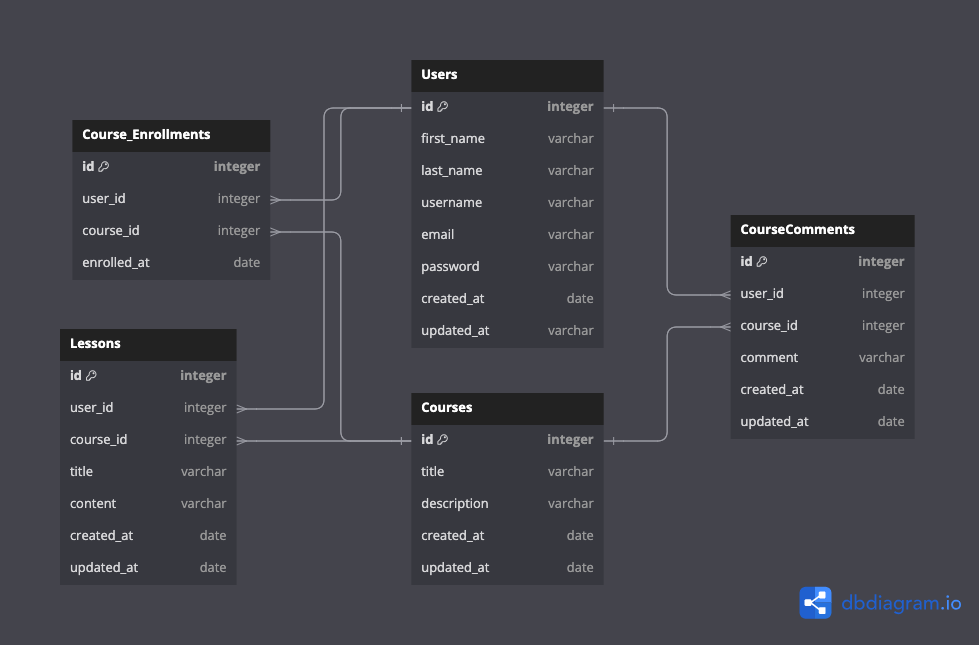 Users
id integer
first_name varchar
last_name varchar
username varchar
email varchar
password varchar
created_at date
updated_at varchar
Course_Enrollments
id integer
user_id integer
course_id integer
enrolled_at date
CourseComments
id integer
user_id integer
course_id integer
comment varchar
created_at date
updated_at date
Lessons
id integer
user_id integer
course_id integer
title varchar
content varchar
created_at date
updated_at date
Courses
id integer
title varchar
description varchar
created_at date
updated_at date
dbdiagram.io